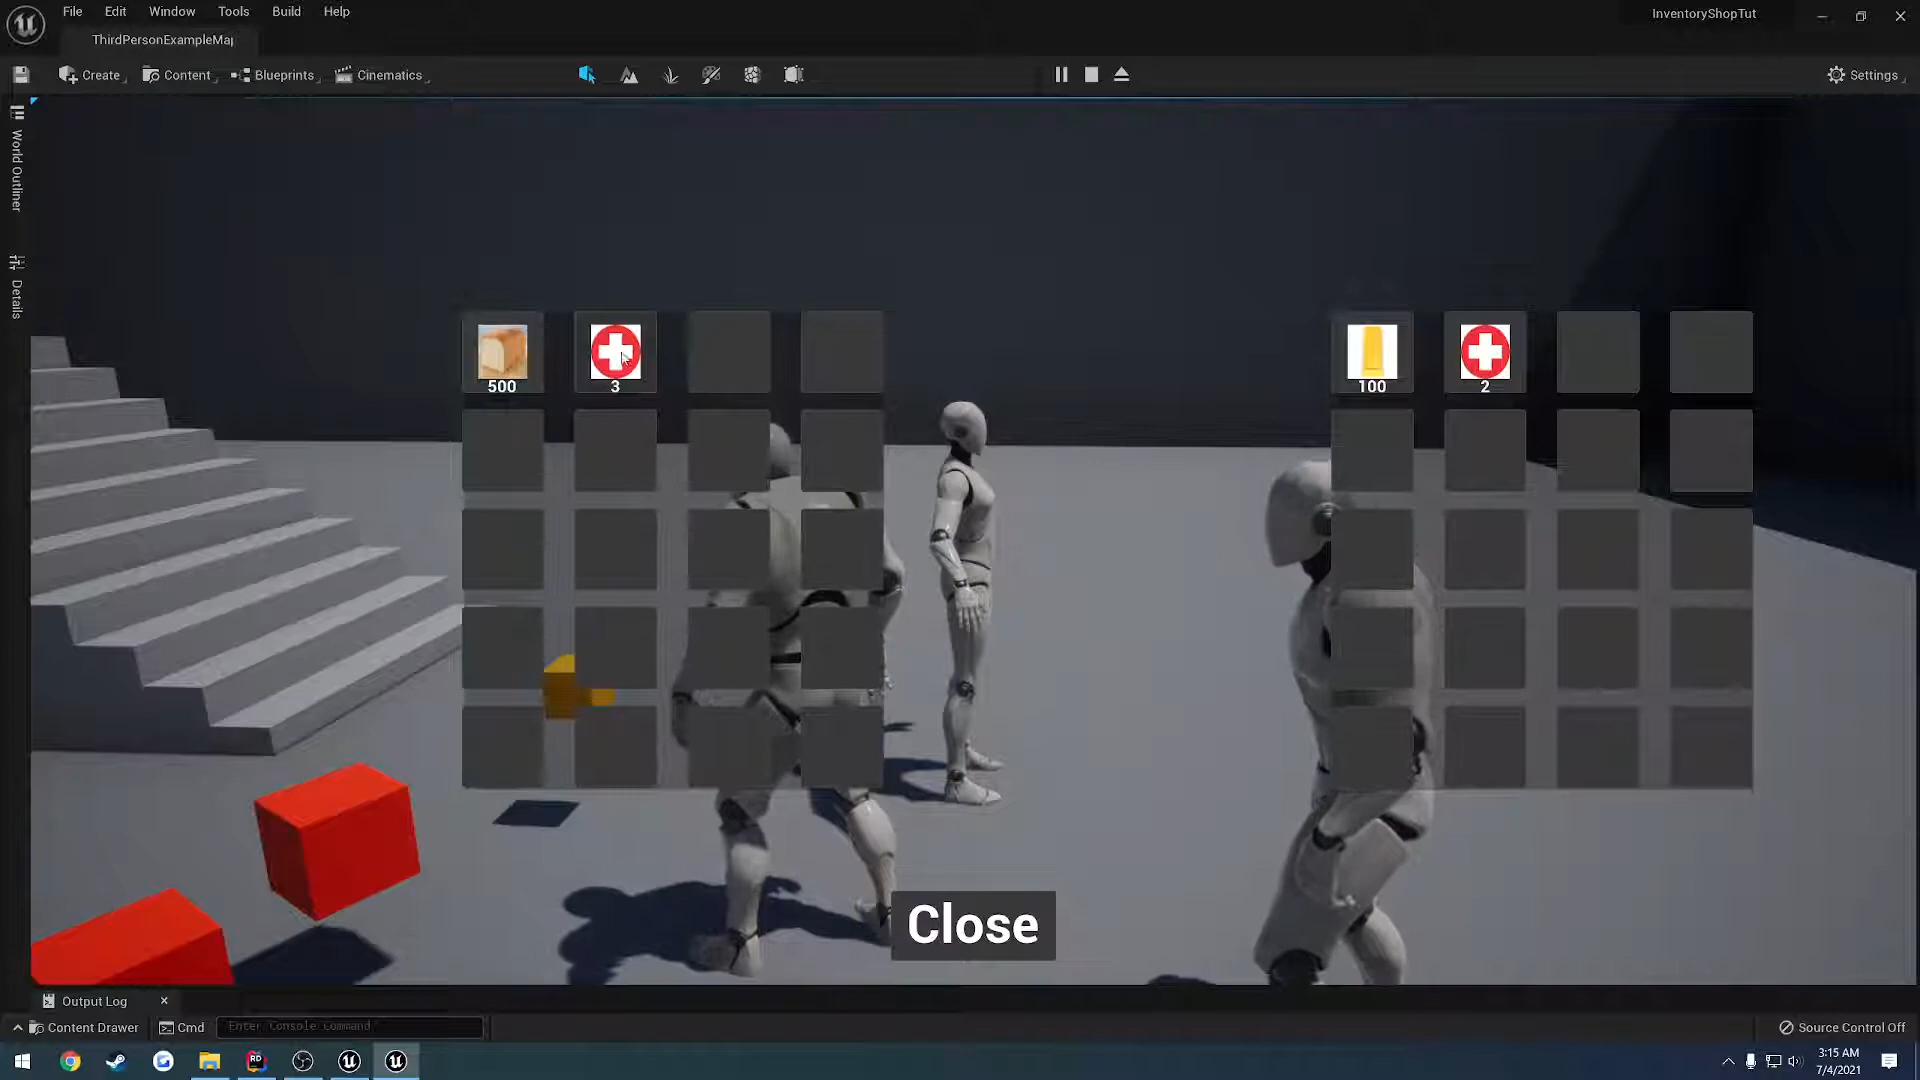 File Edit Window Tools Build Help
InventoryShopTut
ThirdPersonExampleMap
Create Content Blueprints Cinematics
Settings
World Outliner
Details
500 3
100 2
Close
Output Log
Content Drawer Cmd Enter Console Command
Source Control Off
RD
3:15 AM
7/4/2021